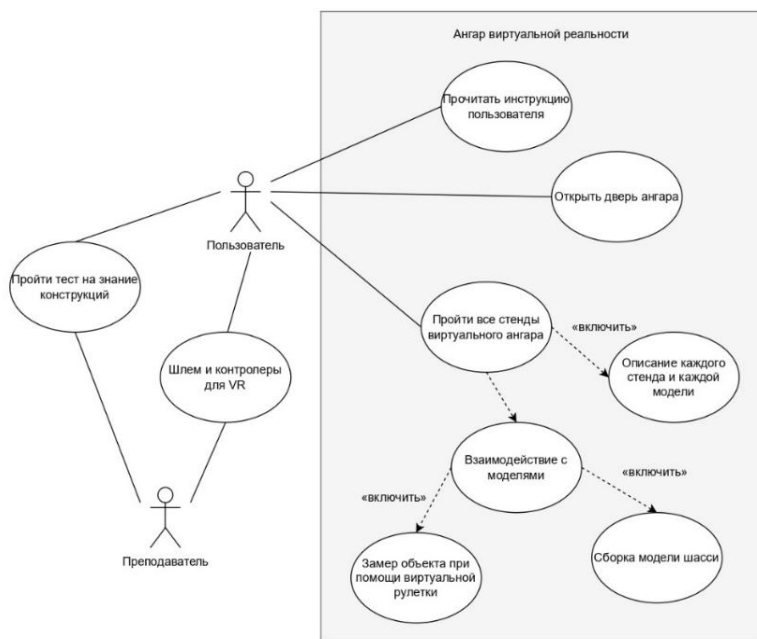 Ангар виртуальной реальности
Прочитать инструкцию
пользователя
Открыть дверь ангара
Пользователь
Пройти тест на знание
конструкций
Пройти все стенды
виртуального ангара
«включить»
Описание каждого
стенда и каждой
модели
Шлем и контролеры
для VR
Взаимодействие с
моделями
«включить»
«включить»
Преподаватель
Замер объекта при
помощи виртуальной
рулетки
Сборка модели шасси